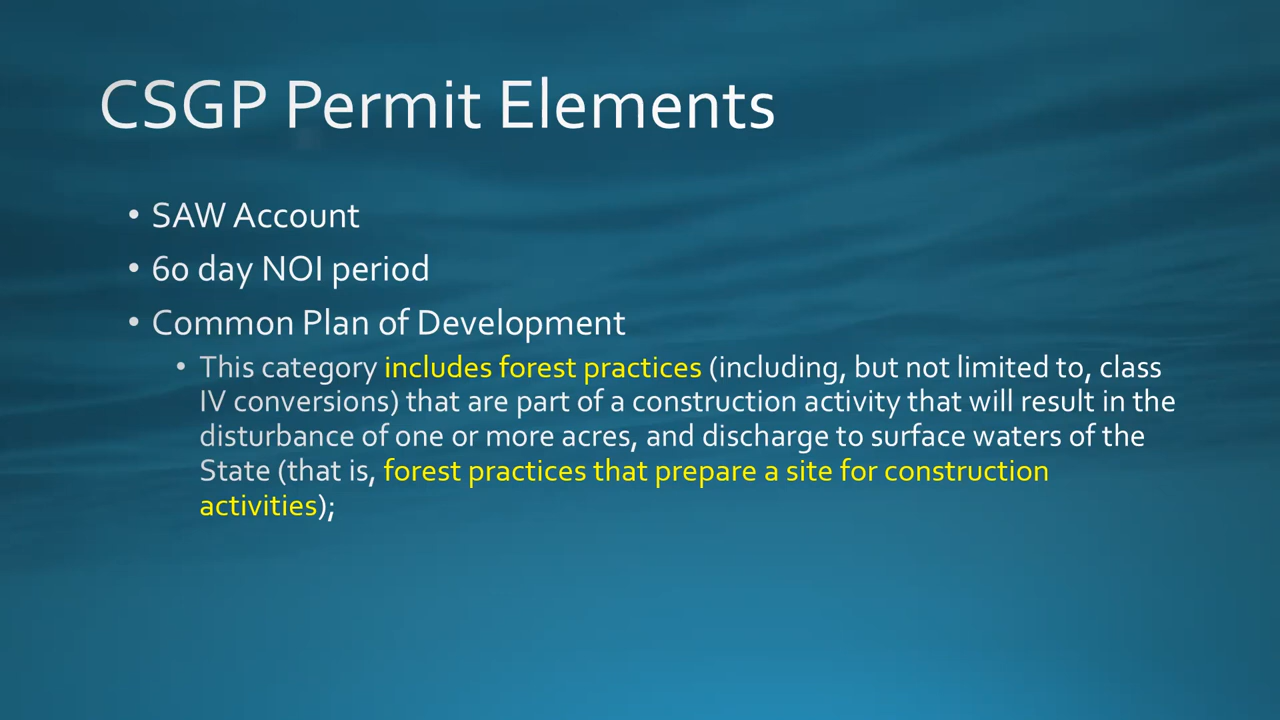 CSGP Permit Elements
• SAW Account
• 60 day NOI period
• Common Plan of Development
• This category includes forest practices (including, but not limited to, class
IV conversions) that are part of a construction activity that will result in the
disturbance of one or more acres, and discharge to surface waters of the
State (that is, forest practices that prepare a site for construction
activities);